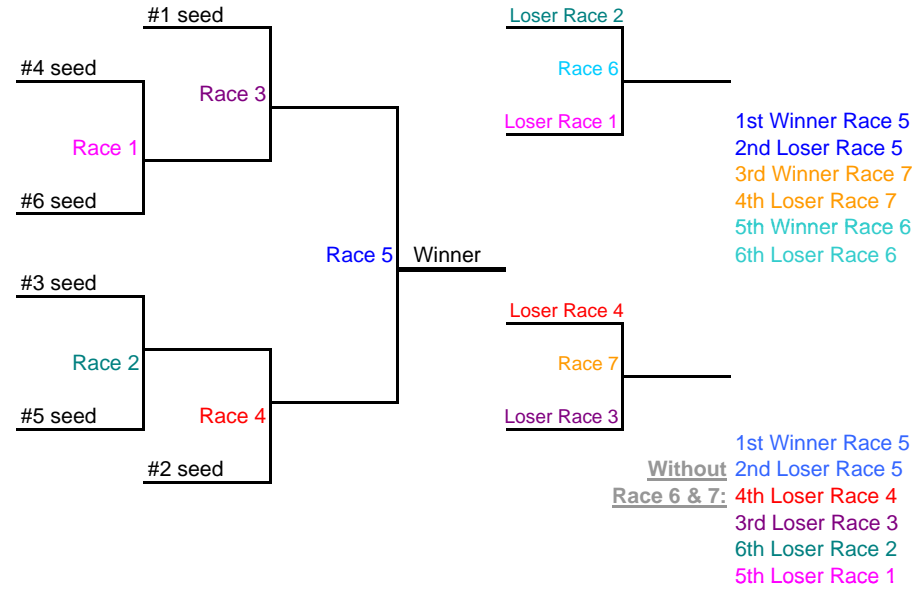 #1 seed
#4 seed
Race 3
Race 1
#6 seed
Race 5
Winner
#3 seed
Race 2
#5 seed
Race 4
#2 seed
Loser Race 2
Race 6
Loser Race 1
1st Winner Race 5
2nd Loser Race 5
3rd Winner Race 7
4th Loser Race 7
5th Winner Race 6
6th Loser Race 6
Loser Race 4
Race 7
Loser Race 3
Without
Race 6 & 7:
1st Winner Race 5
2nd Loser Race 5
4th Loser Race 4
3rd Loser Race 3
6th Loser Race 2
5th Loser Race 1